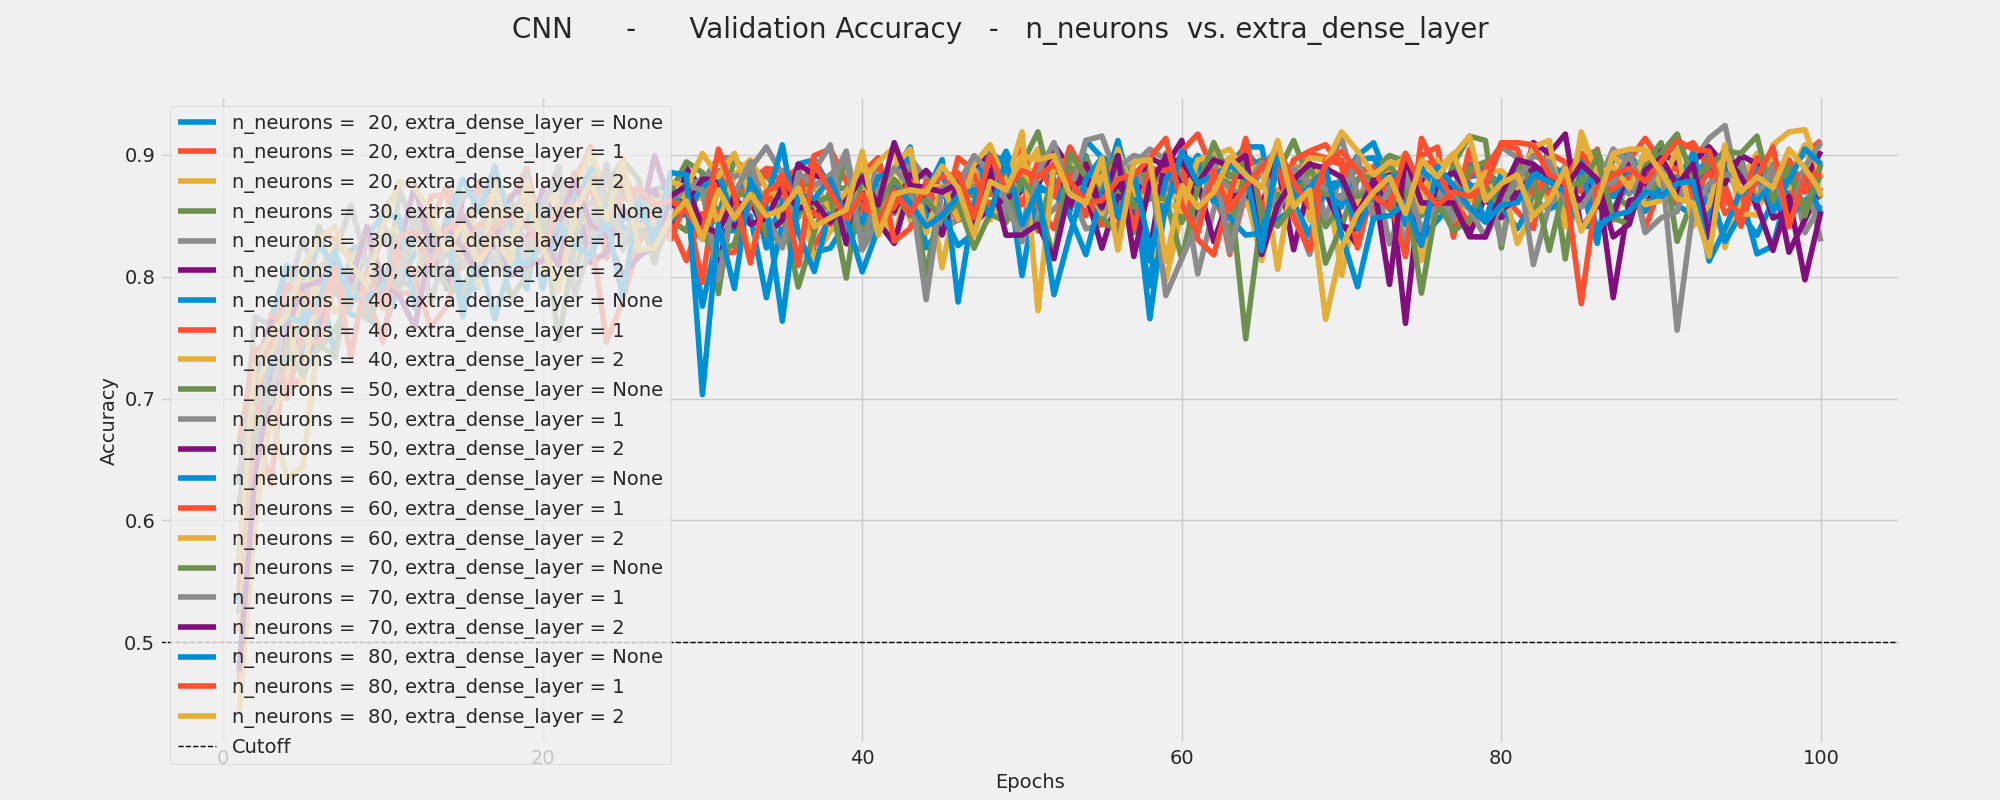 CNN - Validation Accuracy - n_neurons vs. extra_dense_layer
n_neurons = 20, extra_dense_layer = None
n_neurons = 20, extra_dense_layer = 1
n_neurons = 20, extra_dense_layer = 2
n_neurons = 30, extra_dense_layer = None
n_neurons = 30, extra_dense_layer = 1
n_neurons = 30, extra_dense_layer = 2
n_neurons = 40, extra_dense_layer = None
n_neurons = 40, extra_dense_layer = 1
n_neurons = 40, extra_dense_layer = 2
n_neurons = 50, extra_dense_layer = None
n_neurons = 50, extra_dense_layer = 1
n_neurons = 50, extra_dense_layer = 2
n_neurons = 60, extra_dense_layer = None
n_neurons = 60, extra_dense_layer = 1
n_neurons = 60, extra_dense_layer = 2
n_neurons = 70, extra_dense_layer = None
n_neurons = 70, extra_dense_layer = 1
n_neurons = 70, extra_dense_layer = 2
n_neurons = 80, extra_dense_layer = None
n_neurons = 80, extra_dense_layer = 1
n_neurons = 80, extra_dense_layer = 2
Cutoff
Accuracy
0.9
0.8
0.7
0.6
0.5
0 20 40 60 80 100
Epochs